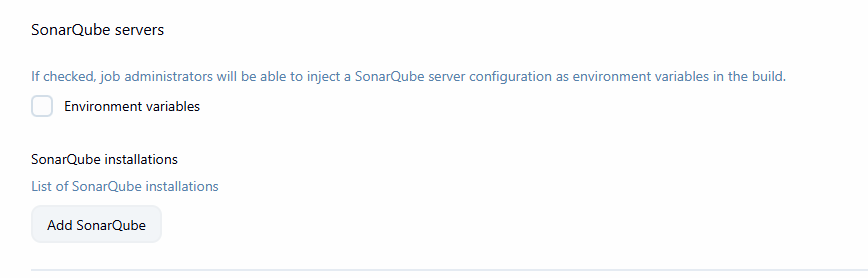 SonarQube servers
If checked, job administrators will be able to inject a SonarQube server configuration as environment variables in the build.
Environment variables
SonarQube installations
List of SonarQube installations
Add SonarQube